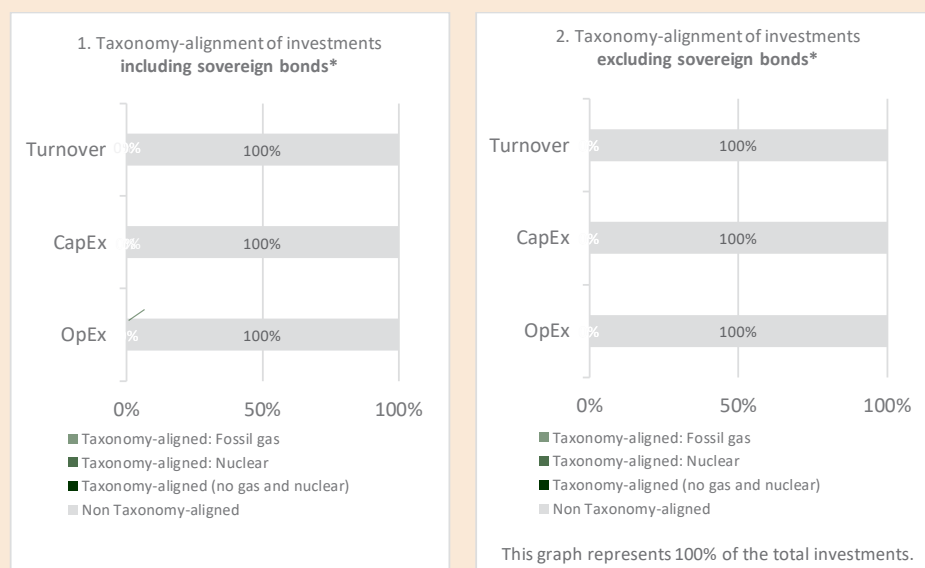 1. Taxonomy-alignment of investments
including sovereign bonds*
Turnover 100%
CapEx 100%
OpEx 100%
0% 50% 100%
Taxonomy-aligned: Fossil gas
Taxonomy-aligned: Nuclear
Taxonomy-aligned (no gas and nuclear)
Non Taxonomy-aligned
2. Taxonomy-alignment of investments
excluding sovereign bonds*
Turnover % 100%
CapEx % 100%
OpEx % 100%
0% 50% 100%
Taxonomy-aligned: Fossil gas
Taxonomy-aligned: Nuclear
Taxonomy-aligned (no gas and nuclear)
Non Taxonomy-aligned
This graph represents 100% of the total investments.